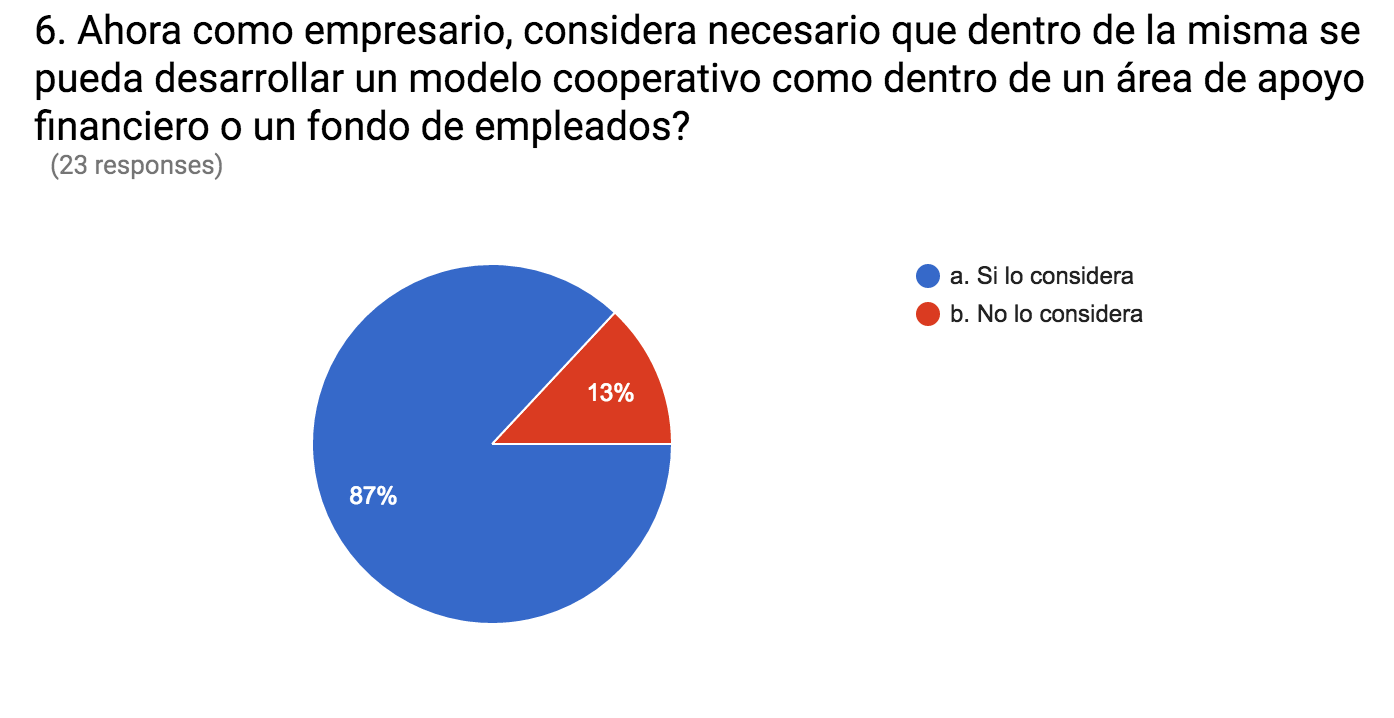 6. Ahora como empresario, considera necesario que dentro de la misma se
pueda desarrollar un modelo cooperativo como dentro de un área de apoyo
financiero o un fondo de empleados?
(23 responses)
a. Si lo considera
b. No lo considera
13%
87%